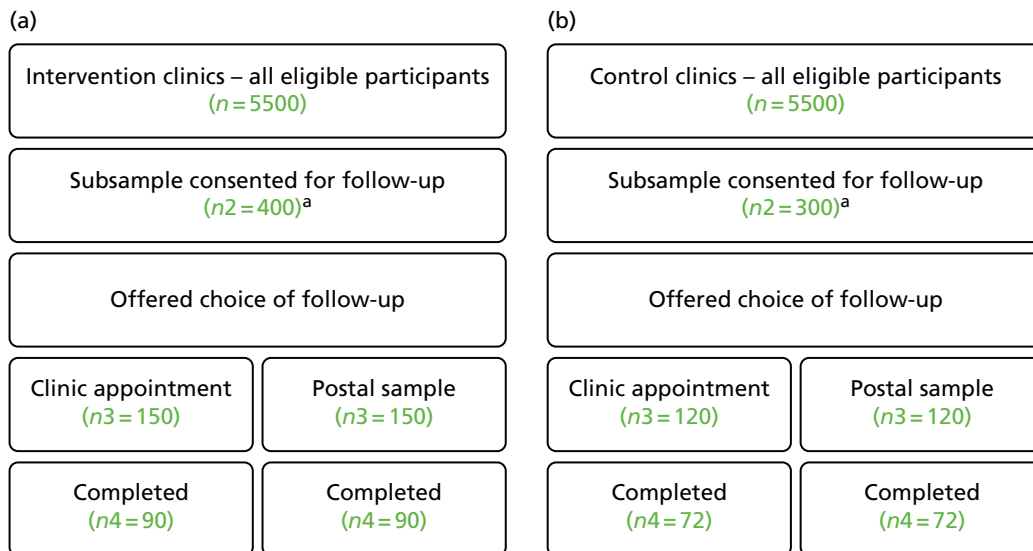 (a)
Intervention clinics – all eligible participants
(n = 5500)
Subsample consented for follow-up
(n2 = 400)a
Offered choice of follow-up
Clinic appointment
(n3 = 150)
Postal sample
(n3 = 150)
Completed
(n4 = 90)
Completed
(n4 = 90)
(b)
Control clinics – all eligible participants
(n = 5500)
Subsample consented for follow-up
(n2 = 300)a
Offered choice of follow-up
Clinic appointment
(n3 = 120)
Postal sample
(n3 = 120)
Completed
(n4 = 72)
Completed
(n4 = 72)